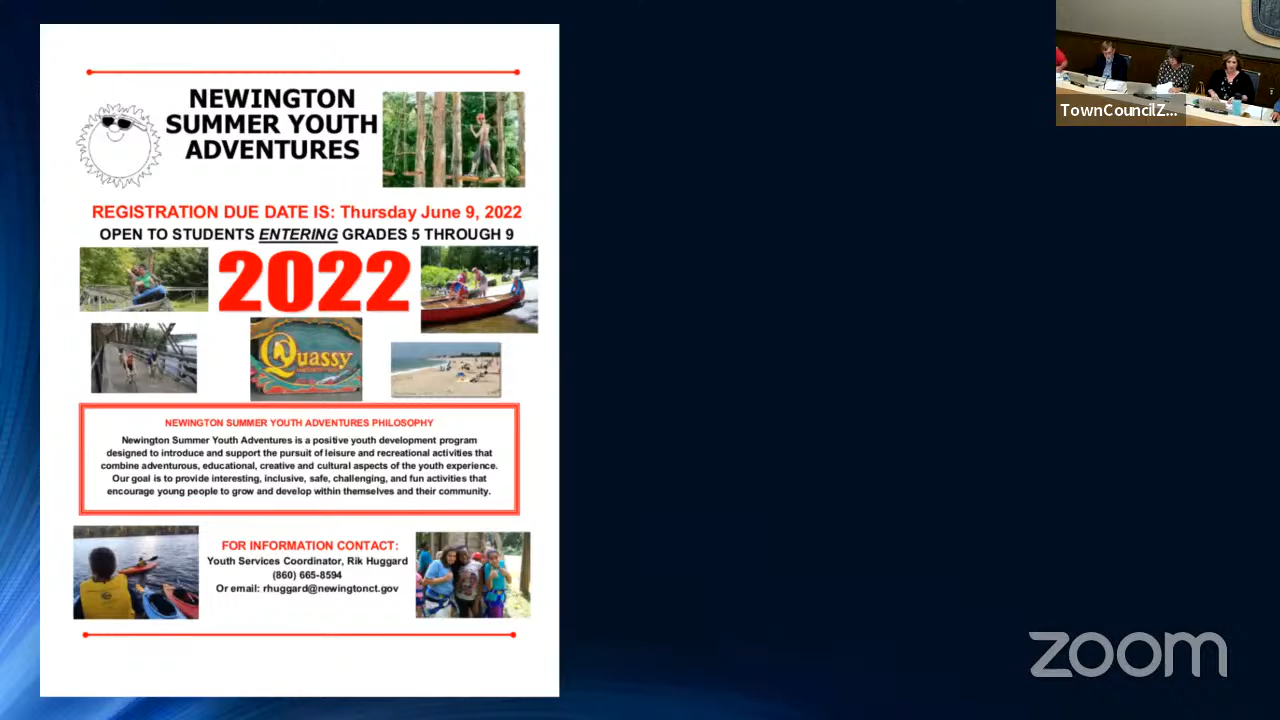 NEWINGTON
SUMMER YOUTH
ADVENTURES
REGISTRATION DUE DATE IS: Thursday June 9, 2022
OPEN TO STUDENTS ENTERING GRADES 5 THROUGH 9
2022
Quassy
NEWINGTON SUMMER YOUTH ADVENTURES PHILOSOPHY
Newington Summer Youth Adventures is a positive youth development program
designed to introduce and support the pursuit of leisure and recreational activities that
combine adventurous, educational, creative and cultural aspects of the youth experience.
Our goal is to provide interesting, inclusive, safe, challenging, and fun activities that
encourage young people to grow and develop within themselves and their community.
FOR INFORMATION CONTACT:
Youth Services Coordinator, Rik Huggard
(860) 665-8594
Or email: rhuggard@newingtonct.gov
TownCouncilZ...
zoom